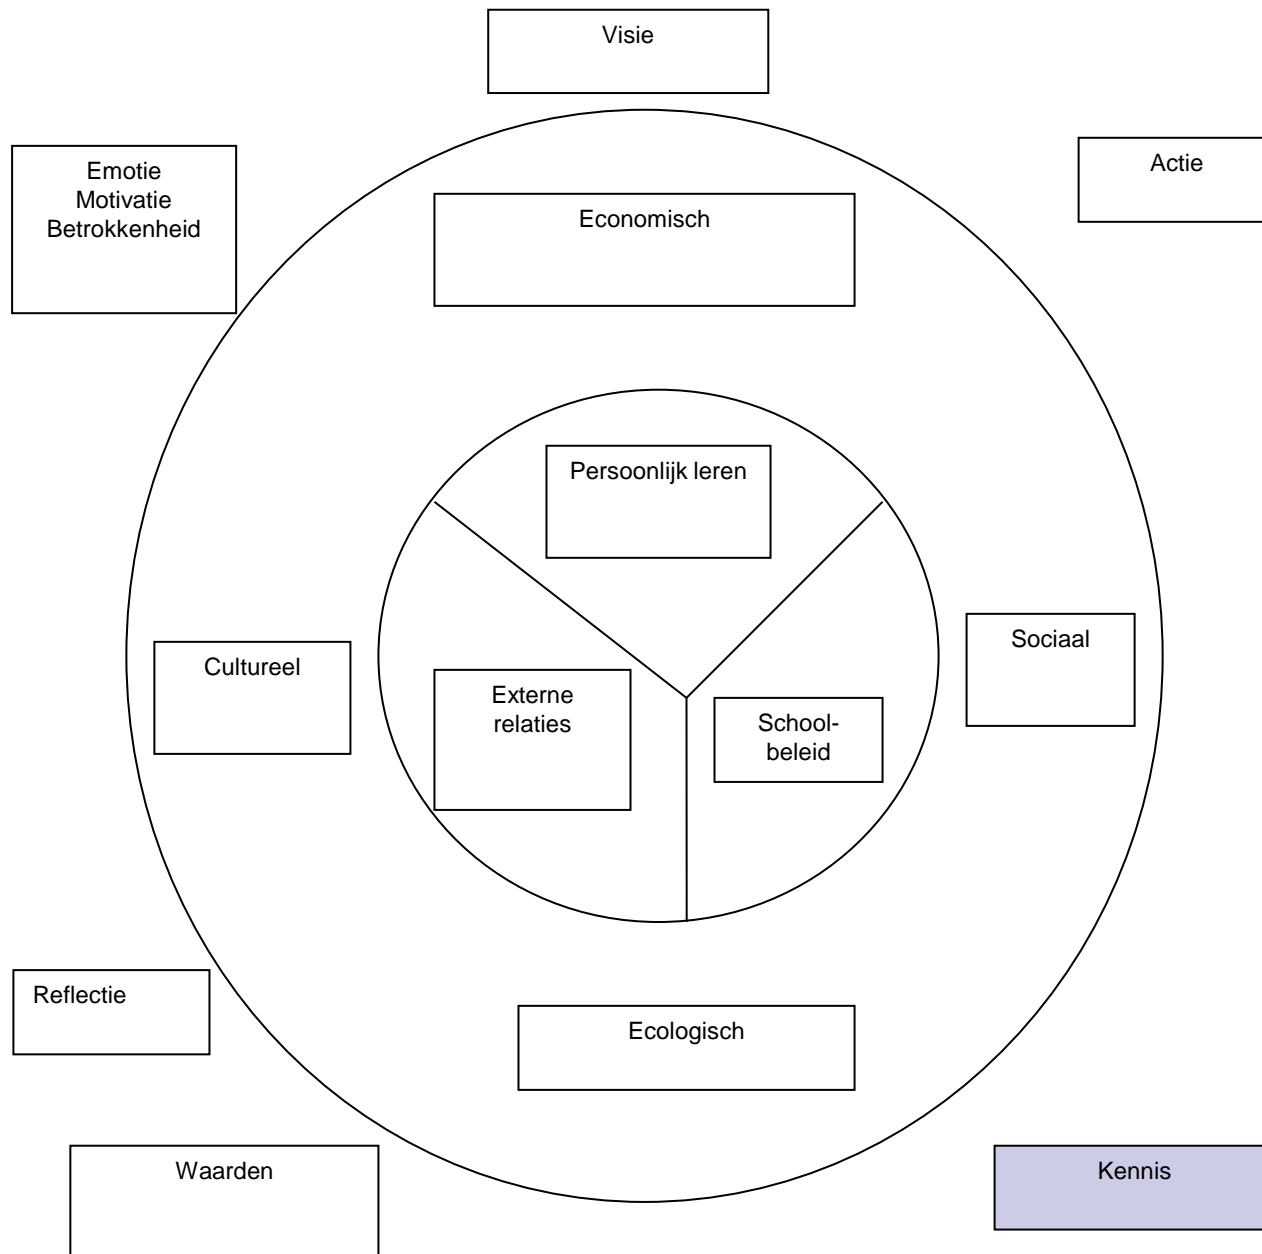 Visie
Emotie
Motivatie
Betrokkenheid
Actie
Economisch
Persoonlijk leren
Cultureel
Externe
relaties
School-
beleid
Sociaal
Reflectie
Ecologisch
Waarden
Kennis